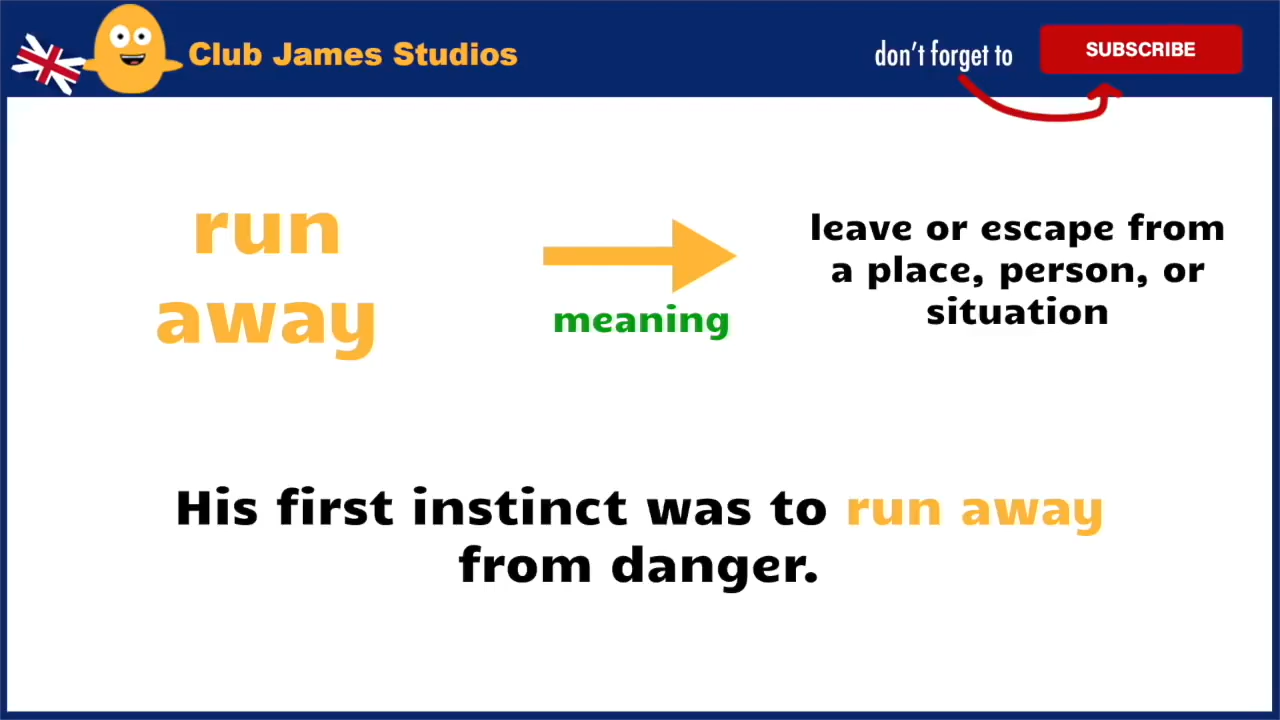 Club James Studios
don't forget to
SUBSCRIBE
run
away
meaning
leave or escape from
a place, person, or
situation
His first instinct was to run away
from danger.